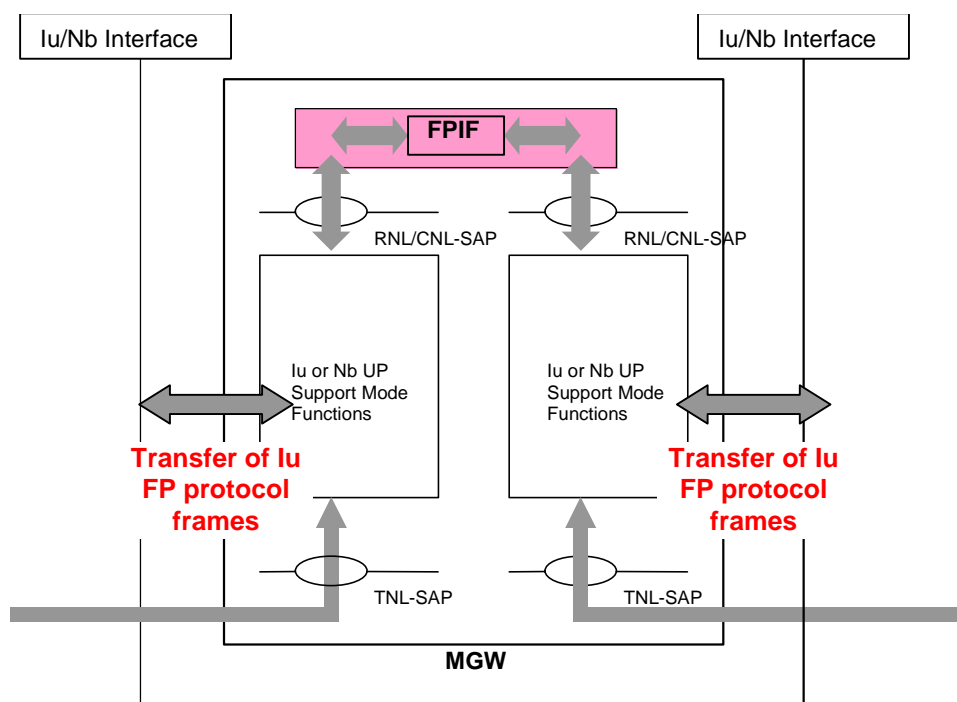 Iu/Nb Interface
Iu/Nb Interface
FPIF
RNL/CNL-SAP
RNL/CNL-SAP
Iu or Nb UP
Support Mode
Functions
Iu or Nb UP
Support Mode
Functions
Transfer of Iu
FP protocol
frames
Transfer of Iu
FP protocol
frames
TNL-SAP
TNL-SAP
MGW